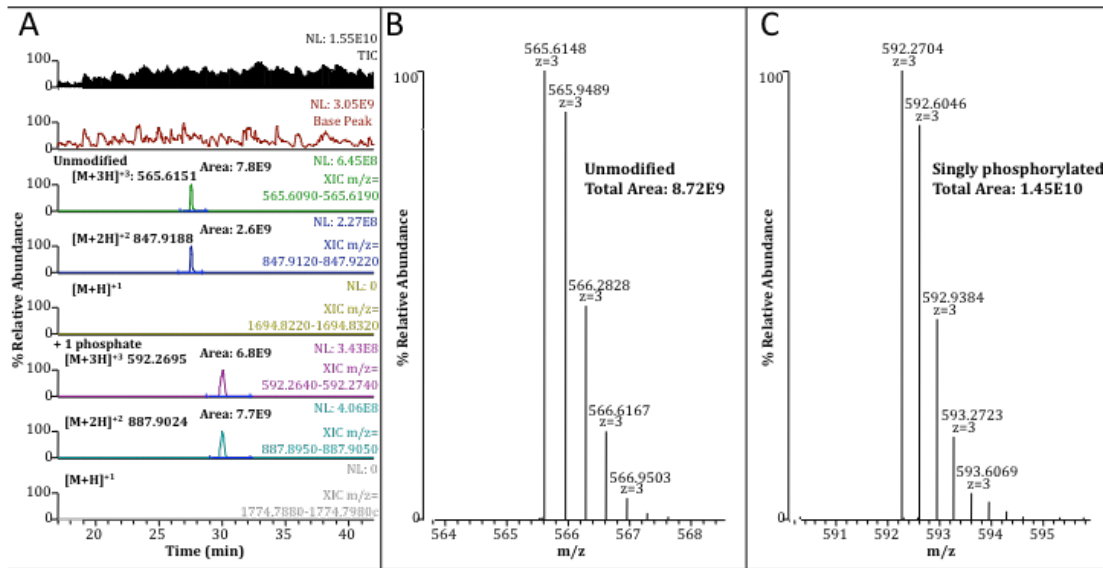 A
NL: 1.55E10
TIC
100
0
NL: 3.05E9
Base Peak
100
0
Unmodified
[M+3H]+3: 565.6151
Area: 7.8E9
NL: 6.45E8
XIC m/z=
565.6090-565.6190
100
0
[M+2H]+2 847.9188
Area: 2.6E9
NL: 2.27E8
XIC m/z=
847.9120-847.9220
100
0
[M+H]+1
NL: 0
XIC m/z=
1694.8220-1694.8320
100
0
+ 1 phosphate
[M+3H]+3 592.2695
Area: 6.8E9
NL: 3.43E8
XIC m/z=
592.2640-592.2740
100
0
[M+2H]+2 887.9024
Area: 7.7E9
NL: 4.06E8
XIC m/z=
887.8950-887.9050
100
0
[M+H]+1
NL: 0
XIC m/z=
1774.7880-1774.7980c
100
0
20 25 30 35 40
Time (min)
% Relative Abundance
B
565.6148
z=3
565.9489
z=3
566.2828
z=3
566.6167
z=3
566.9503
z=3
Unmodified
Total Area: 8.72E9
100
0
564 565 566 567 568
m/z
% Relative Abundance
C
592.2704
z=3
592.6046
z=3
592.9384
z=3
593.2723
z=3
593.6069
z=3
Singly phosphorylated
Total Area: 1.45E10
100
0
591 592 593 594 595
m/z
% Relative Abundance